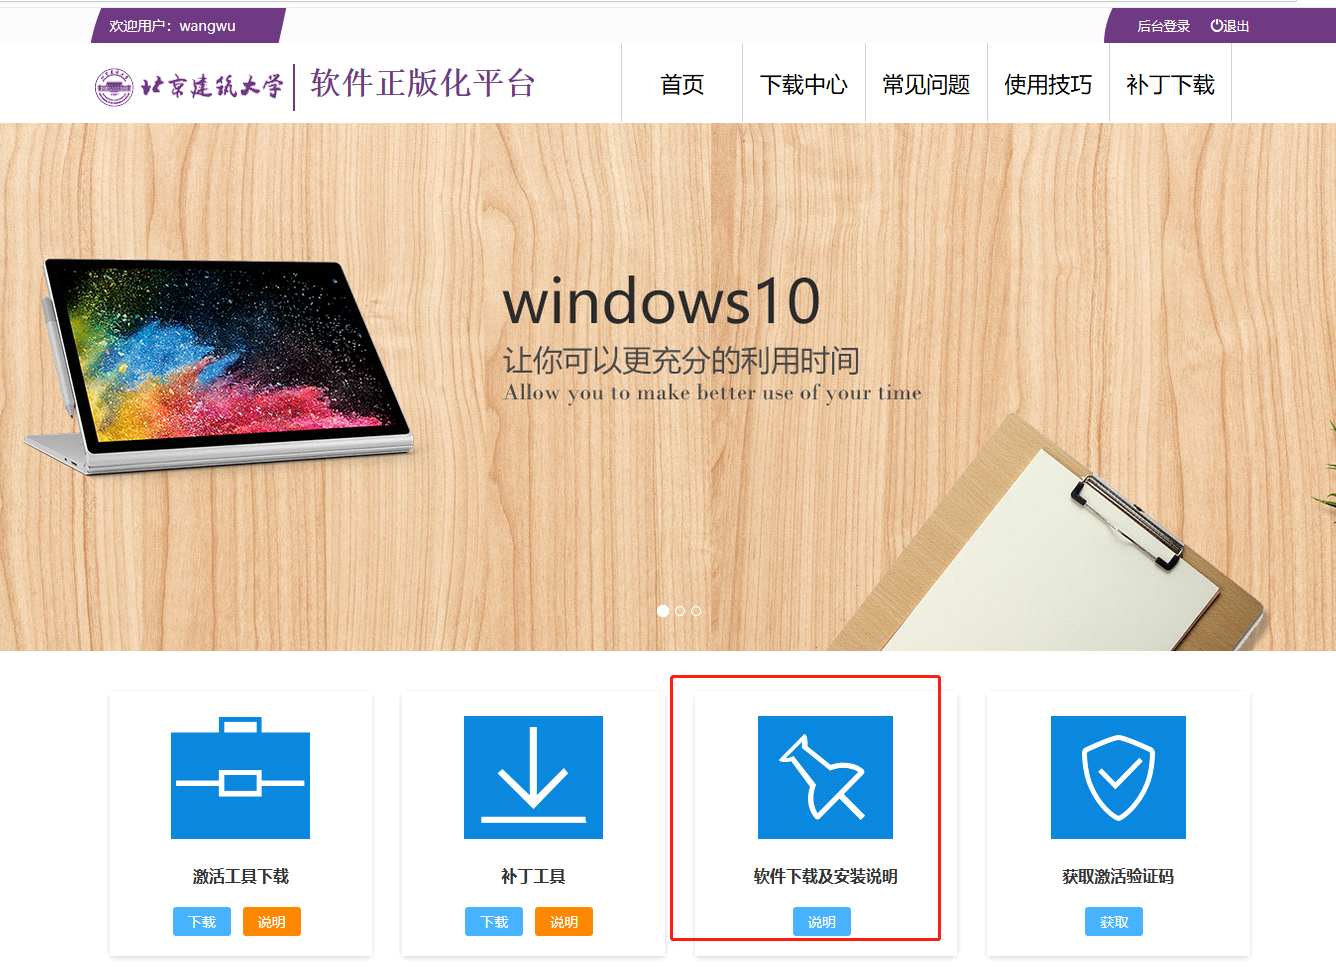 欢迎用户：wangwu
后台登录 退出
北京建筑大学 软件正版化平台
首页 下载中心 常见问题 使用技巧 补丁下载
windows10
让你可以更充分的利用时间
Allow you to make better use of your time
激活工具下载 补丁工具 软件下载及安装说明 获取激活验证码
下载 说明 下载 说明 说明 获取